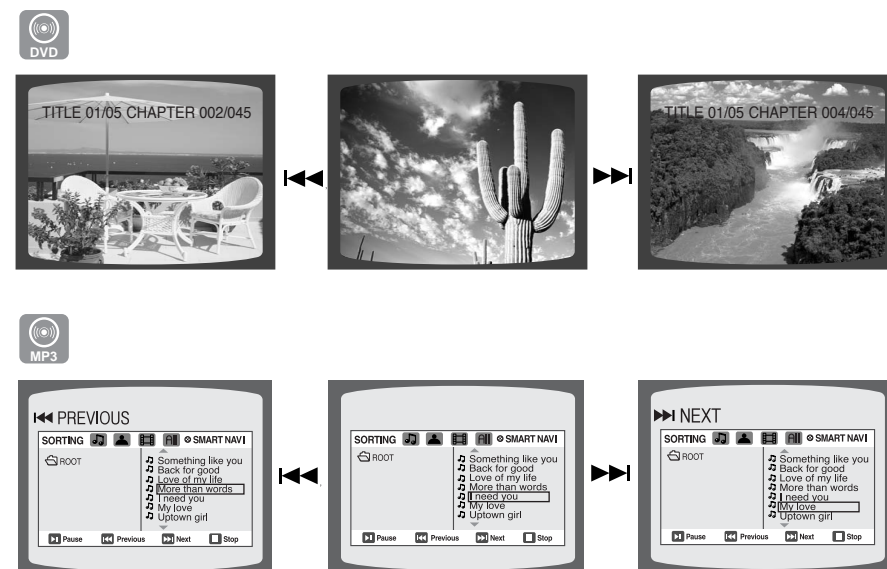 DVD
TITLE 01/05 CHAPTER 002/045
TITLE 01/05 CHAPTER 004/045
MP3
PREVIOUS
SORTING All SMART NAVI
ROOT
Something like you
Back for good
Love of my life
More than words
I need you
My love
Uptown girl
Pause Previous Next Stop
SORTING All SMART NAVI
ROOT
Something like you
Back for good
Love of my life
More than words
I need you
My love
Uptown girl
Pause Previous Next Stop
NEXT
SORTING All SMART NAVI
ROOT
Something like you
Back for good
Love of my life
More than words
I need you
My love
Uptown girl
Pause Previous Next Stop